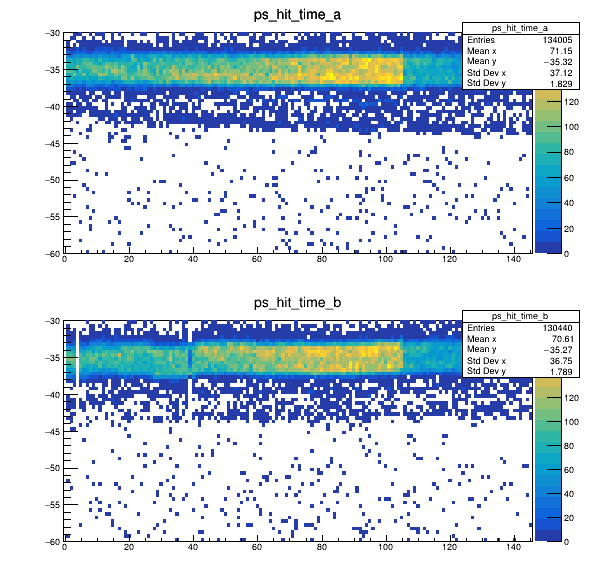 ps_hit_time_a
ps_hit_time_a
Entries 134005
Mean x 71.15
Mean y −35.32
Std Dev x 37.12
Std Dev y 1.829
−30
−35
−40
−45
−50
−55
−60
0 20 40 60 80 100 120 140
120
100
80
60
40
20
0
ps_hit_time_b
ps_hit_time_b
Entries 130440
Mean x 70.61
Mean y −35.27
Std Dev x 36.75
Std Dev y 1.789
−30
−35
−40
−45
−50
−55
−60
0 20 40 60 80 100 120 140
120
100
80
60
40
20
0